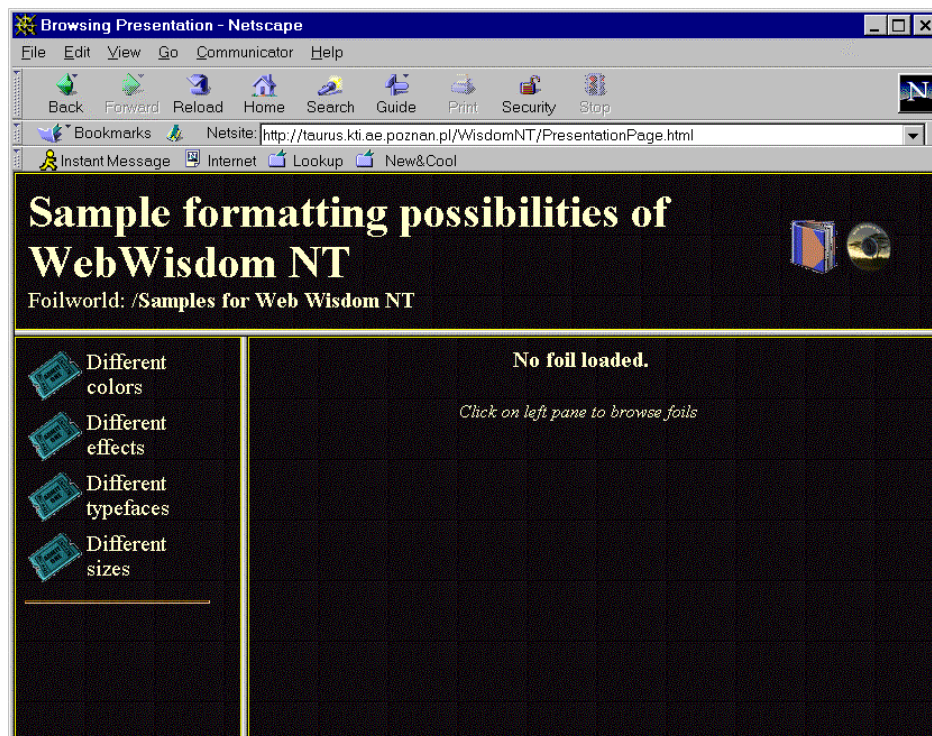 Browsing Presentation - Netscape
File Edit View Go Communicator Help
Back Forward Reload Home Search Guide Print Security Stop
N
Bookmarks Netsite: http://taurus.kti.ae.poznan.pl/WisdomNT/PresentationPage.html
Instant Message Internet Lookup New&Cool
Sample formatting possibilities of
WebWisdom NT
Foilworld: /Samples for Web Wisdom NT
Different
colors
Different
effects
Different
typefaces
Different
sizes
No foil loaded.
Click on left pane to browse foils